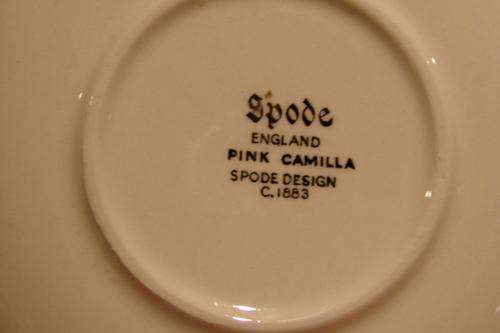 Spode
ENGLAND
PINK CAMILLA
SPODE DESIGN
C.1883